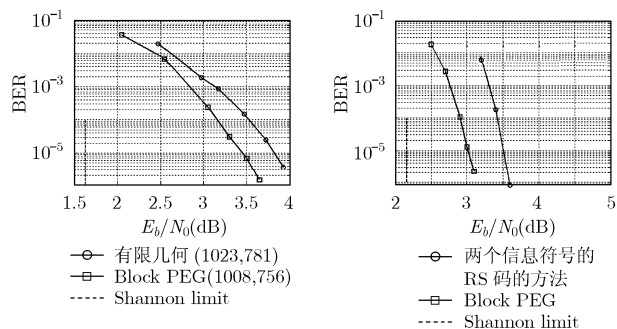 10⁻¹
10⁻³
10⁻⁵
BER
1.5 2 2.5 3 3.5 4
E_b/N_0(dB)
有限几何 (1023,781)
Block PEG(1008,756)
Shannon limit
10⁻¹
10⁻³
10⁻⁵
BER
2 3 4 5
E_b/N_0(dB)
两个信息符号的
RS 码的方法
Block PEG
Shannon limit